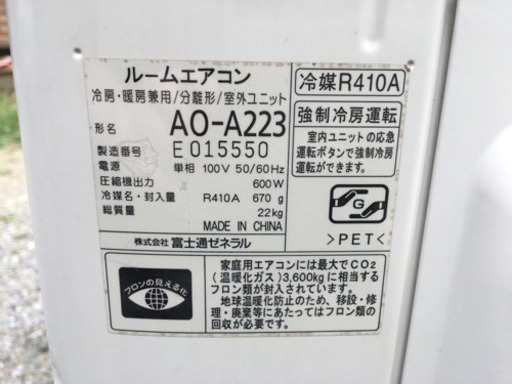 ルームエアコン
冷房・暖房兼用/分離形/室外ユニット
形名 AO-A223
製造番号 E015550
電源 単相 100V 50/60Hz
圧縮機出力 600W
冷媒名・封入量 R410A 670g
総質量 22kg
MADE IN CHINA
株式会社 富士通ゼネラル
冷媒R410A
強制冷房運転
室内ユニットの応急
運転ボタンで強制冷房
運転ができます。
G
>PET<
フロンの見える化
家庭用エアコンには最大でCO2
(温暖化ガス)3,600kgに相当する
フロン類が封入されています。
地球温暖化防止のため、移設・修
理・廃棄等にあたってはフロン類の
回収が必要です。